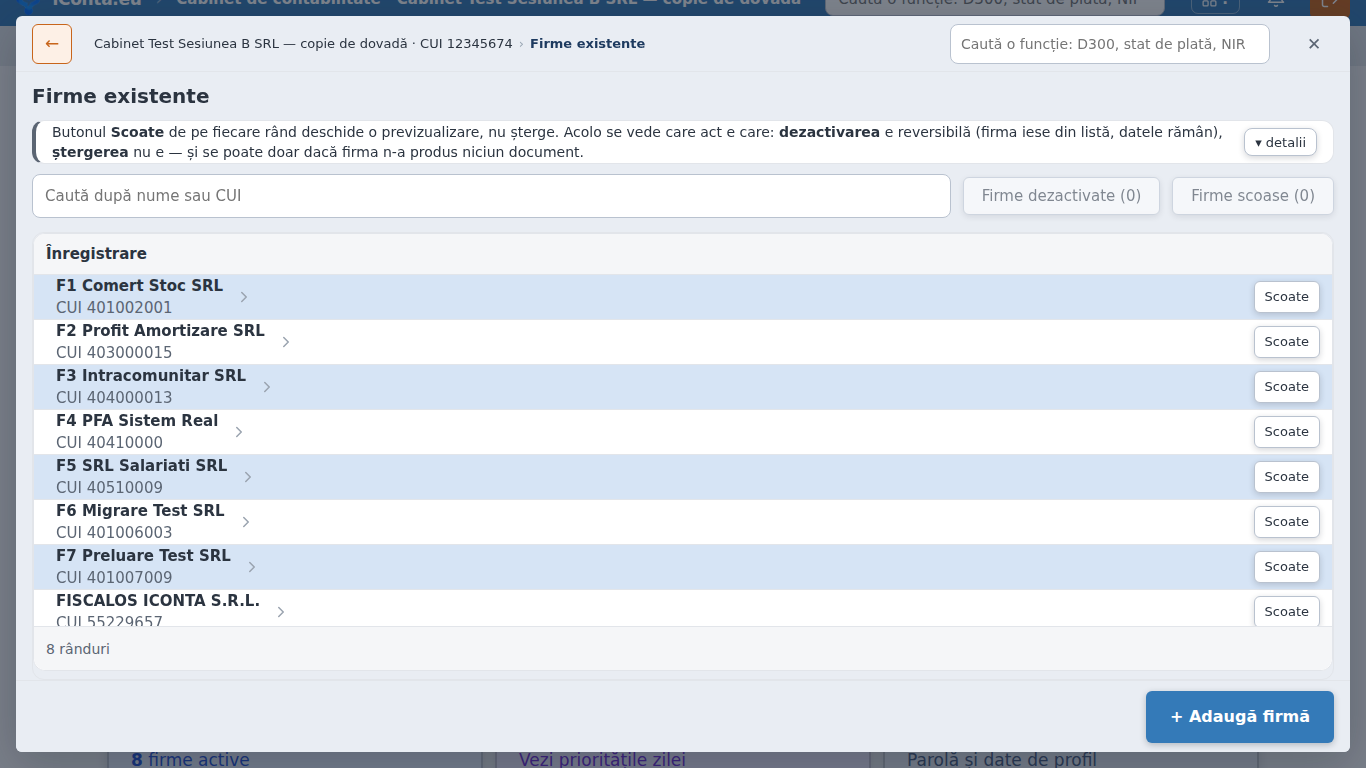 Cabinet Test Sesiunea B SRL — copie de dovadă · CUI 12345674 › Firme existente
Caută o funcție: D300, stat de plată, NIR
Firme existente
Butonul Scoate de pe fiecare rând deschide o previzualizare, nu șterge. Acolo se vede care act e care: dezactivarea e reversibilă (firma iese din listă, datele rămân),
ștergerea nu e — și se poate doar dacă firma n-a produs niciun document.
▾ detalii
Caută după nume sau CUI
Firme dezactivate (0)
Firme scoase (0)
Înregistrare
F1 Comert Stoc SRL
CUI 401002001
Scoate
F2 Profit Amortizare SRL
CUI 403000015
Scoate
F3 Intracomunitar SRL
CUI 404000013
Scoate
F4 PFA Sistem Real
CUI 40410000
Scoate
F5 SRL Salariati SRL
CUI 40510009
Scoate
F6 Migrare Test SRL
CUI 401006003
Scoate
F7 Preluare Test SRL
CUI 401007009
Scoate
FISCALOS ICONTA S.R.L.
CUI 55229657
Scoate
8 rânduri
+ Adaugă firmă
8 firme active
Vezi prioritățile zilei
Parolă și date de profil